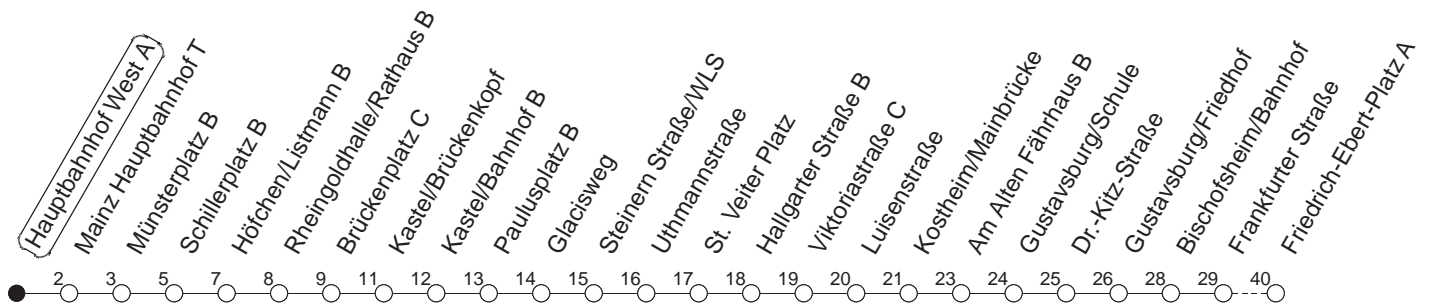 Hauptbahnhof West A
Mainz Hauptbahnhof T
Münsterplatz B
Schillerplatz B
Höfchen/Listmann B
Rheingoldhalle/Rathaus B
Brückenplatz C
Kastel/Brückenkopf
Kastel/Bahnhof B
Paulusplatz B
Glacisweg
Steinern Straße/WLS
Uthmannstraße
St. Veiter Platz
Hallgarter Straße B
Viktoriastraße C
Luisenstraße
Kostheim/Mainbrücke
Am Alten Fährhaus B
Gustavsburg/Schule
Dr.-Kitz-Straße
Gustavsburg/Friedhof
Bischofsheim/Bahnhof
Frankfurter Straße
Friedrich-Ebert-Platz A
2 3 5 7 8 9 11 12 13 14 15 16 17 18 19 20 21 23 24 25 26 28 29 40